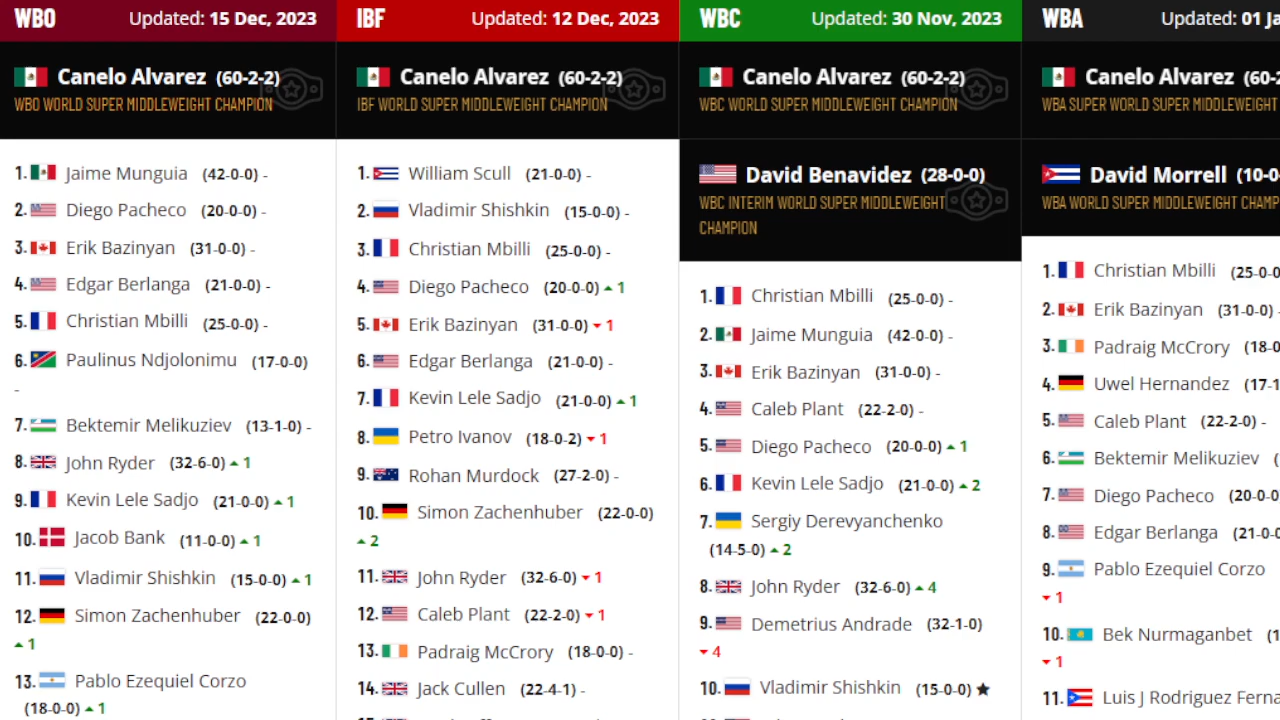 WBO Updated: 15 Dec, 2023
Canelo Alvarez (60-2-2)
WBO WORLD SUPER MIDDLEWEIGHT CHAMPION
1. Jaime Munguia (42-0-0) -
2. Diego Pacheco (20-0-0) -
3. Erik Bazinyan (31-0-0) -
4. Edgar Berlanga (21-0-0) -
5. Christian Mbilli (25-0-0) -
6. Paulinus Ndjolonimu (17-0-0)
-
7. Bektemir Melikuziev (13-1-0) -
8. John Ryder (32-6-0) ▲ 1
9. Kevin Lele Sadjo (21-0-0) ▲ 1
10. Jacob Bank (11-0-0) ▲ 1
11. Vladimir Shishkin (15-0-0) ▲ 1
12. Simon Zachenhuber (22-0-0)
▲ 1
13. Pablo Ezequiel Corzo
(18-0-0) ▲ 1
IBF Updated: 12 Dec, 2023
Canelo Alvarez (60-2-2)
IBF WORLD SUPER MIDDLEWEIGHT CHAMPION
1. William Scull (21-0-0) -
2. Vladimir Shishkin (15-0-0) -
3. Christian Mbilli (25-0-0) -
4. Diego Pacheco (20-0-0) ▲ 1
5. Erik Bazinyan (31-0-0) ▼ 1
6. Edgar Berlanga (21-0-0) -
7. Kevin Lele Sadjo (21-0-0) ▲ 1
8. Petro Ivanov (18-0-2) ▼ 1
9. Rohan Murdock (27-2-0) -
10. Simon Zachenhuber (22-0-0)
▲ 2
11. John Ryder (32-6-0) ▼ 1
12. Caleb Plant (22-2-0) ▼ 1
13. Padraig McCrory (18-0-0) -
14. Jack Cullen (22-4-1) -
WBC Updated: 30 Nov, 2023
Canelo Alvarez (60-2-2)
WBC WORLD SUPER MIDDLEWEIGHT CHAMPION
David Benavidez (28-0-0)
WBC INTERIM WORLD SUPER MIDDLEWEIGHT
CHAMPION
1. Christian Mbilli (25-0-0) -
2. Jaime Munguia (42-0-0) -
3. Erik Bazinyan (31-0-0) -
4. Caleb Plant (22-2-0) -
5. Diego Pacheco (20-0-0) ▲ 1
6. Kevin Lele Sadjo (21-0-0) ▲ 2
7. Sergiy Derevyanchenko
(14-5-0) ▲ 2
8. John Ryder (32-6-0) ▲ 4
9. Demetrius Andrade (32-1-0)
▼ 4
10. Vladimir Shishkin (15-0-0) ★
WBA Updated: 01 Ja
Canelo Alvarez (60-2
WBA SUPER WORLD SUPER MIDDLEWEIGHT
David Morrell (10-0-
WBA WORLD SUPER MIDDLEWEIGHT CHAMP
1. Christian Mbilli (25-0-0
2. Erik Bazinyan (31-0-0) -
3. Padraig McCrory (18-0
4. Uwel Hernandez (17-1
5. Caleb Plant (22-2-0) -
6. Bektemir Melikuziev (
7. Diego Pacheco (20-0-0
8. Edgar Berlanga (21-0-0
9. Pablo Ezequiel Corzo
▼ 1
10. Bek Nurmaganbet (1
▼ 1
11. Luis J Rodriguez Ferna